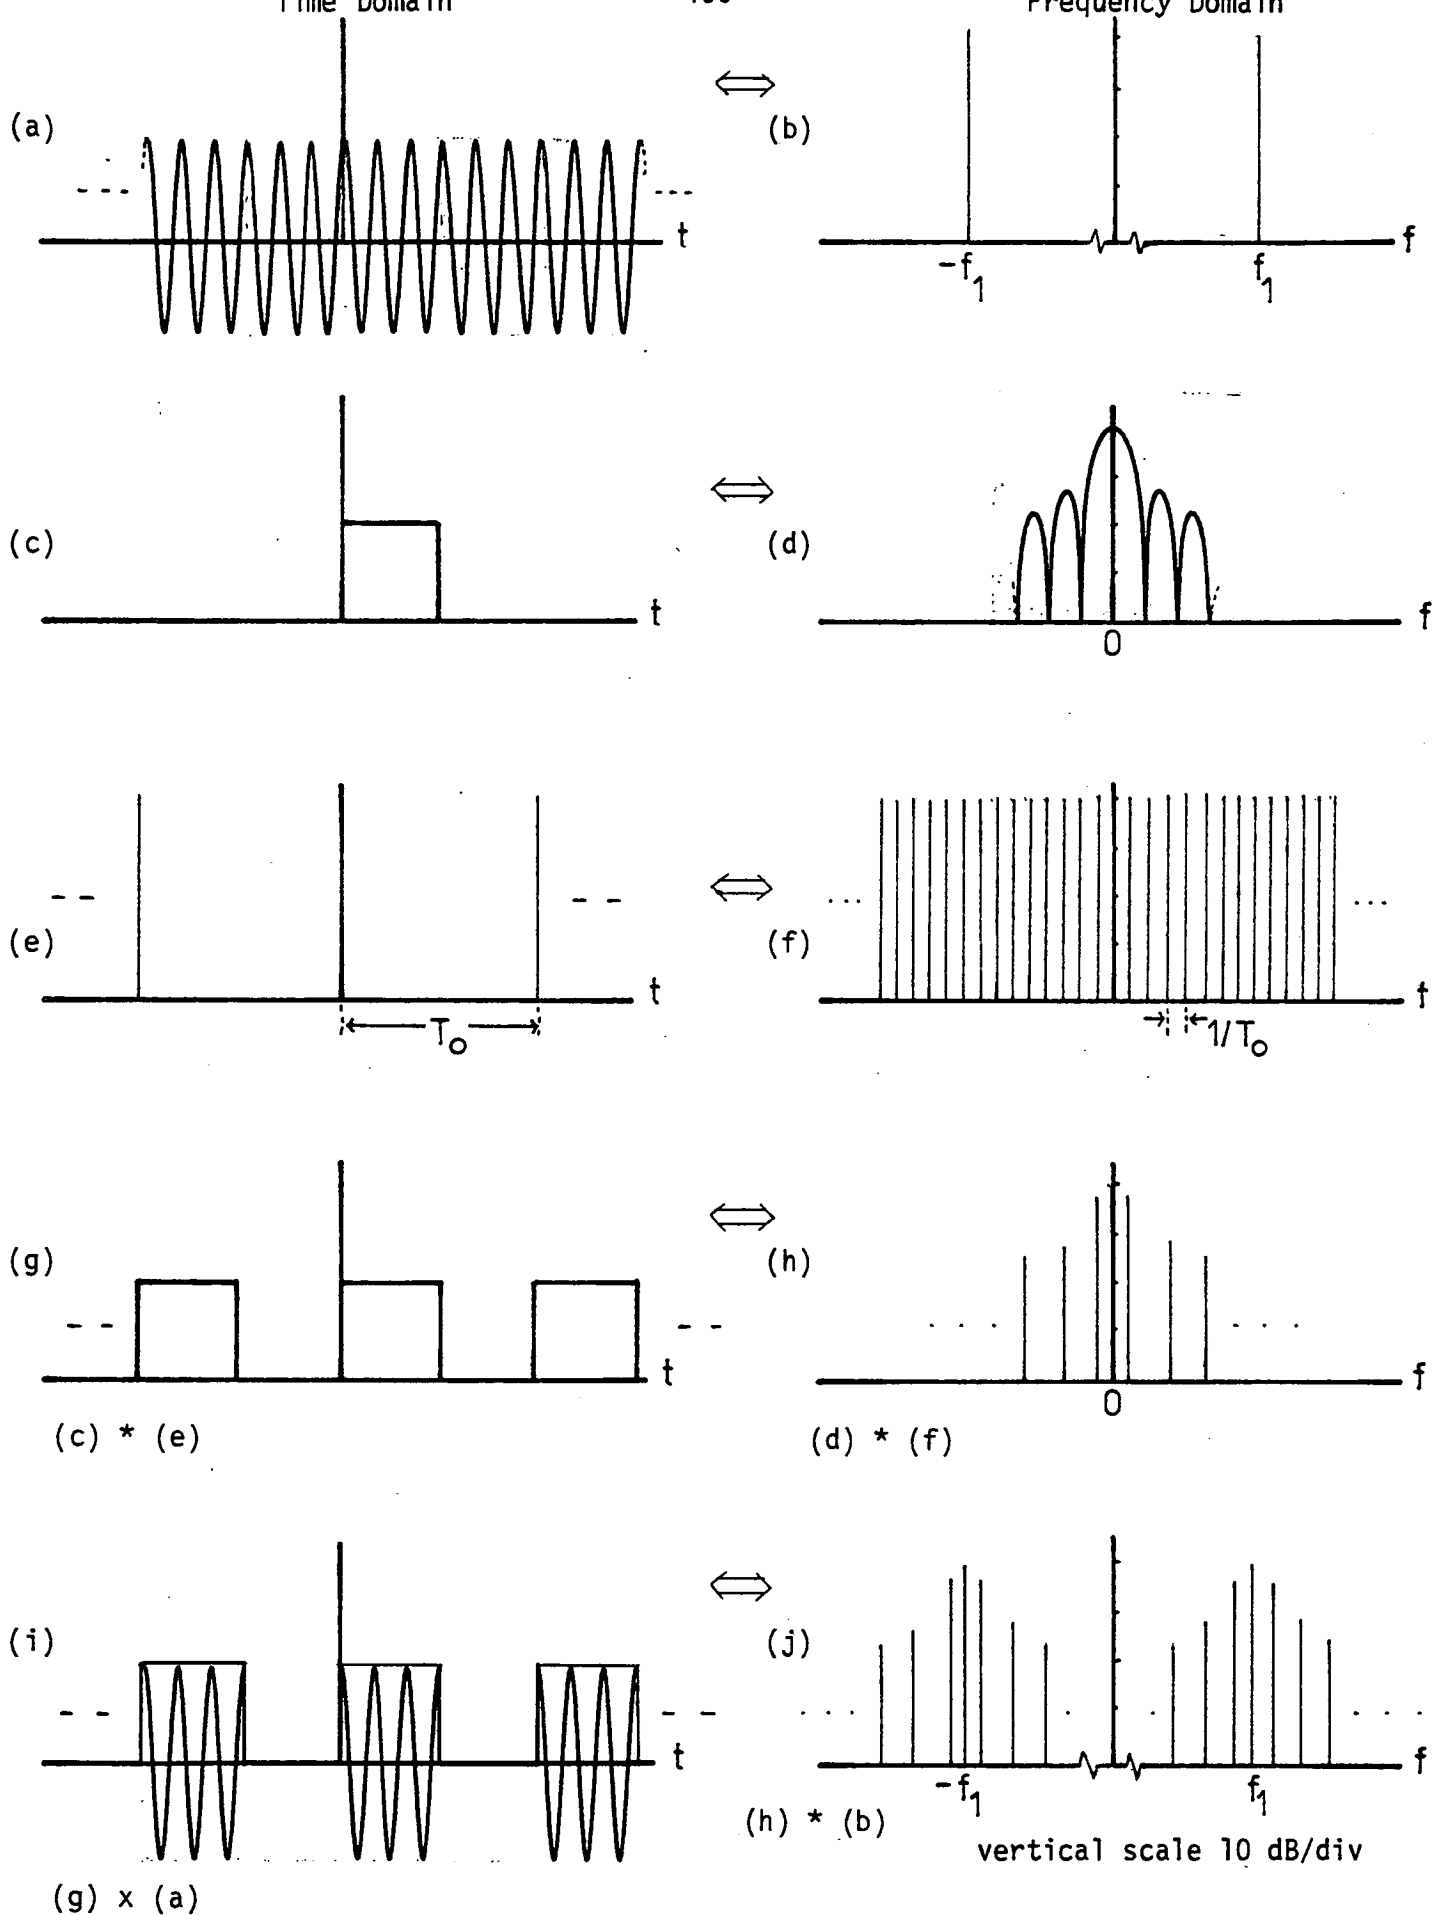 Time Domain
Frequency Domain
(a)
t
(b)
-f1
f1
f
(c)
t
(d)
0
f
(e)
t
T0
(f)
f
1/T0
(g)
t
(c) * (e)
(h)
f
0
(d) * (f)
(i)
t
(g) x (a)
(j)
f
-f1
f1
(h) * (b)
vertical scale 10 dB/div